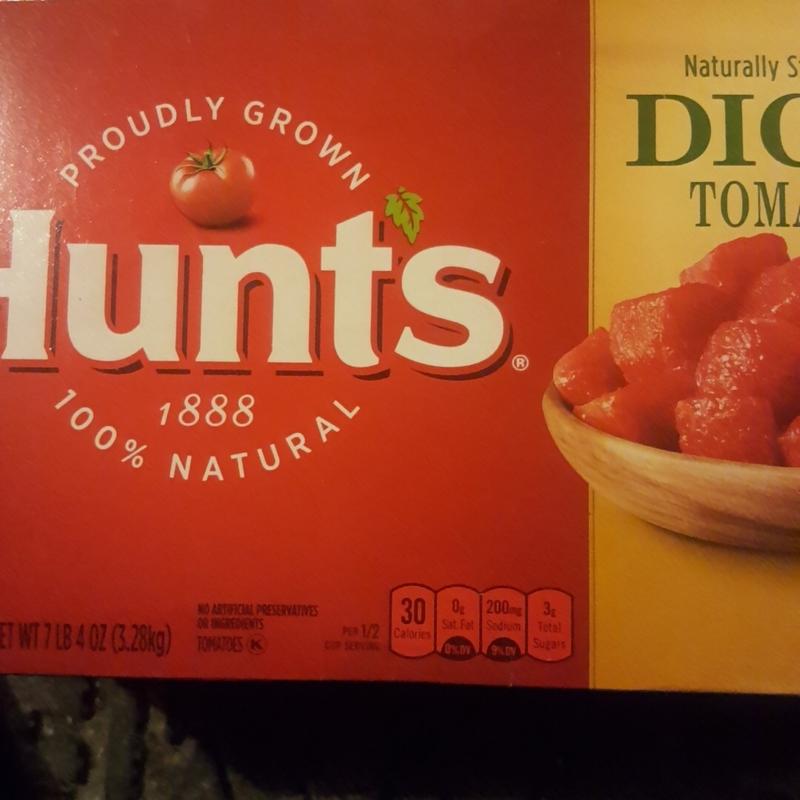 PROUDLY GROWN
Hunt's®
1888
100% NATURAL
Naturally S
DIC
TOMA
ET WT 7 LB 4 OZ (3.28kg)
NO ARTIFICIAL PRESERVATIVES
OR INGREDIENTS
TOMATOES K
PER 1/2
CUP SERVING
30
Calories
0g
Sat. Fat
0% DV
200mg
Sodium
9% DV
3g
Total
Sugars